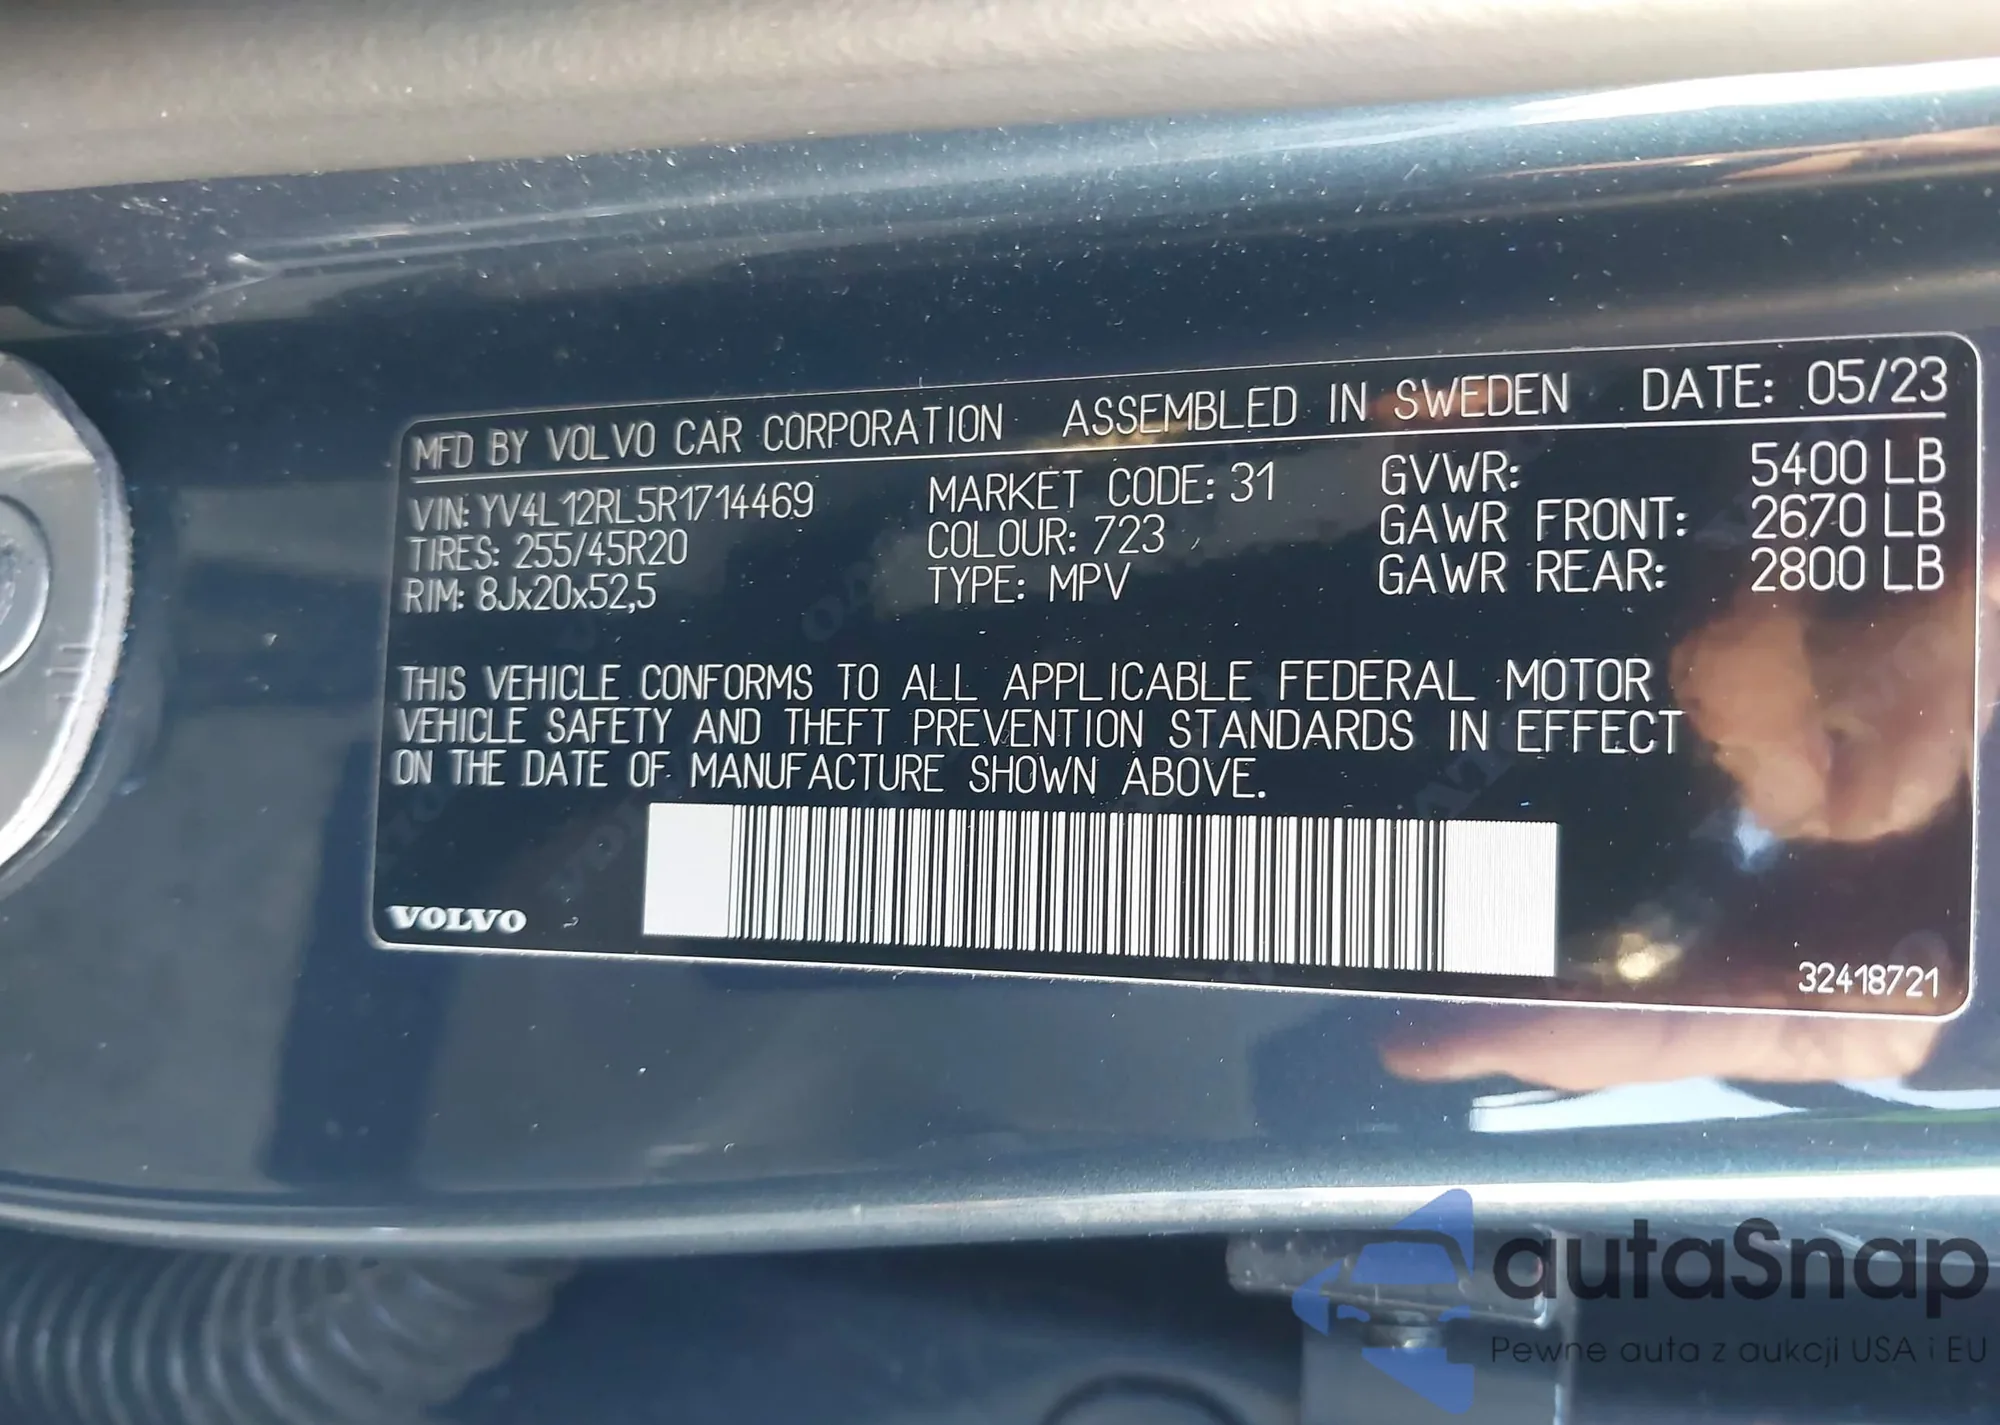 MFD BY VOLVO CAR CORPORATION ASSEMBLED IN SWEDEN DATE: 05/23
VIN: YV4L12RL5R1714469 MARKET CODE: 31 GVWR: 5400 LB
TIRES: 255/45R20 COLOUR: 723 GAWR FRONT: 2670 LB
RIM: 8Jx20x52,5 TYPE: MPV GAWR REAR: 2800 LB
THIS VEHICLE CONFORMS TO ALL APPLICABLE FEDERAL MOTOR
VEHICLE SAFETY AND THEFT PREVENTION STANDARDS IN EFFECT
ON THE DATE OF MANUFACTURE SHOWN ABOVE.
VOLVO
32418721
autaSnap
Pewne auta z aukcji USA i EU